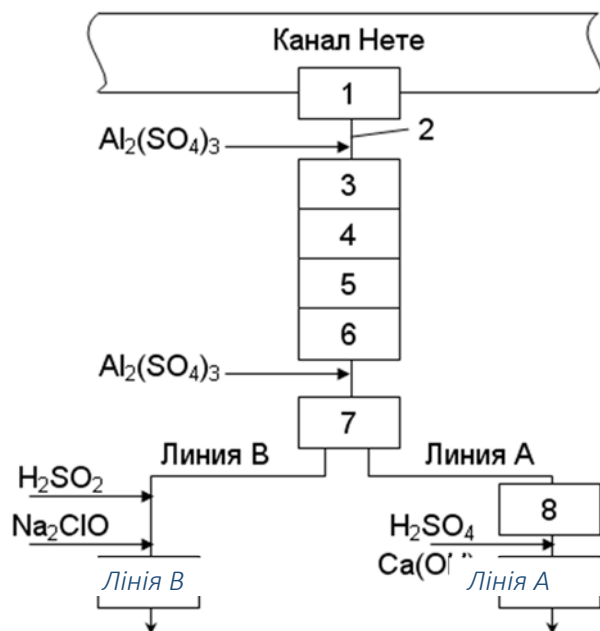 Канал Нете
1
2
Al₂(SO₄)₃
3
4
5
6
Al₂(SO₄)₃
7
Линия B
Линия A
H₂SO₂
8
Na₂ClO
H₂SO₄
Лінія B
Лінія A